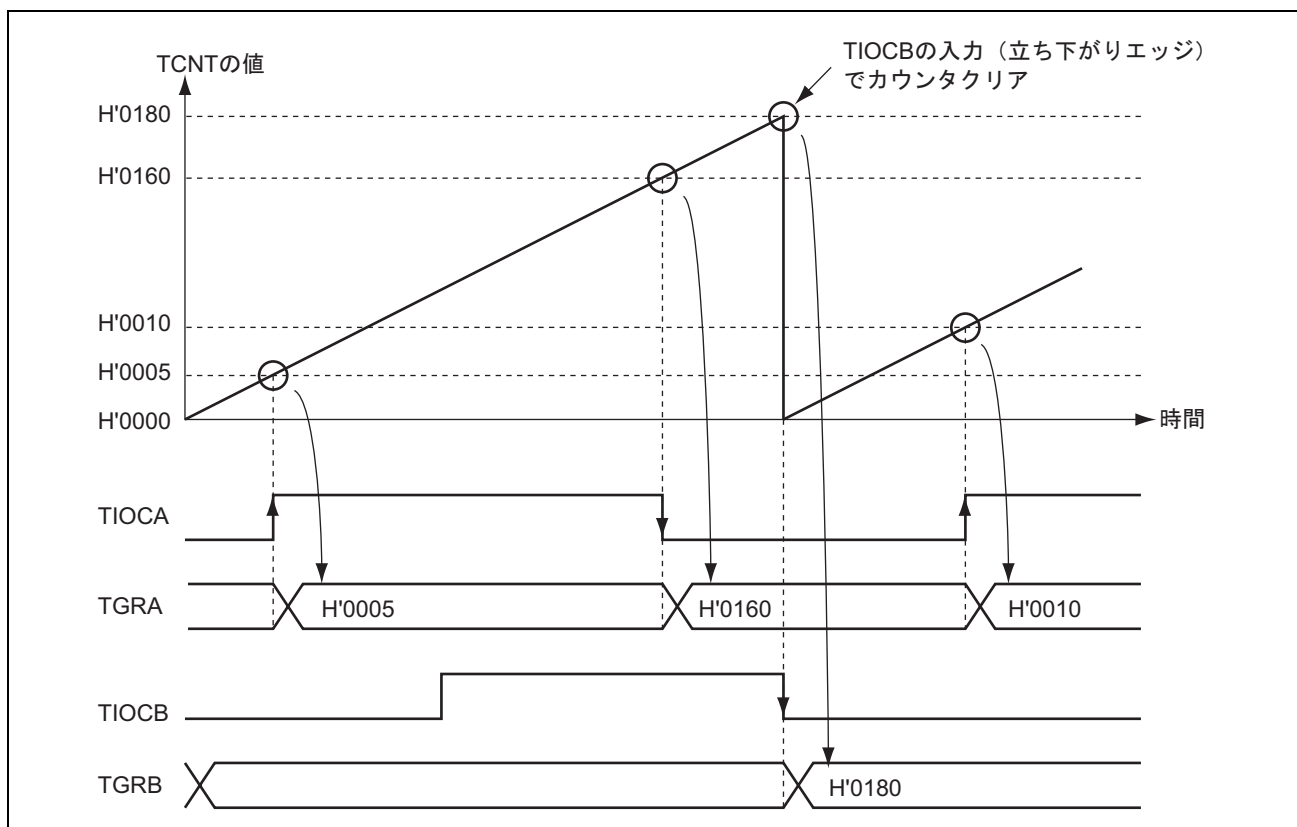 TIOCBの入力（立ち下がりエッジ）
でカウンタクリア
TCNTの値
H'0180
H'0160
H'0010
H'0005
H'0000
時間
TIOCA
TGRA
H'0005
H'0160
H'0010
TIOCB
TGRB
H'0180